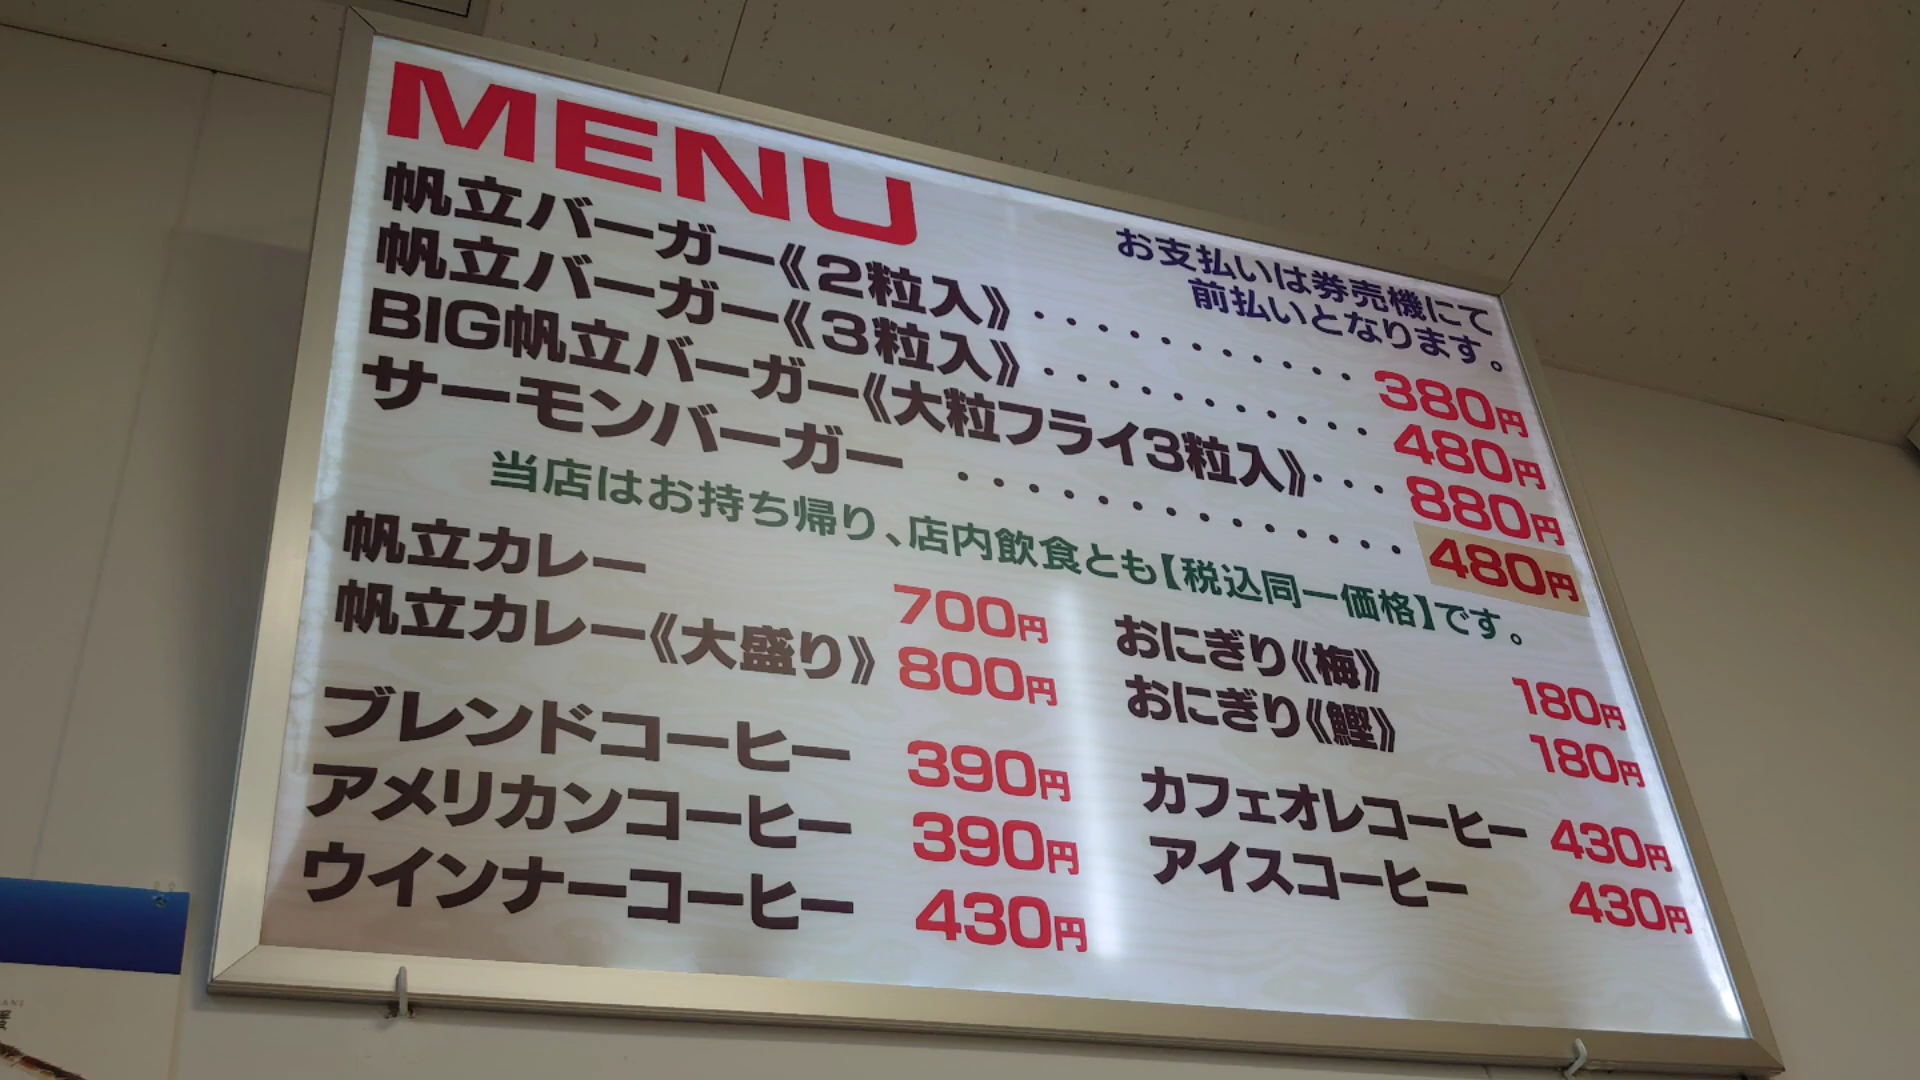 MENU
お支払いは券売機にて
前払いとなります。
帆立バーガー《2粒入》・・・・・・・・・・ 380円
帆立バーガー《3粒入》・・・・・・・・・・ 480円
BIG帆立バーガー《大粒フライ3粒入》・・・ 880円
サーモンバーガー ・・・・・・・・・・・・・ 480円
当店はお持ち帰り、店内飲食とも【税込同一価格】です。
帆立カレー 700円
帆立カレー《大盛り》 800円
おにぎり《梅》 180円
おにぎり《鰹》 180円
ブレンドコーヒー 390円
アメリカンコーヒー 390円
ウインナーコーヒー 430円
カフェオレコーヒー 430円
アイスコーヒー 430円